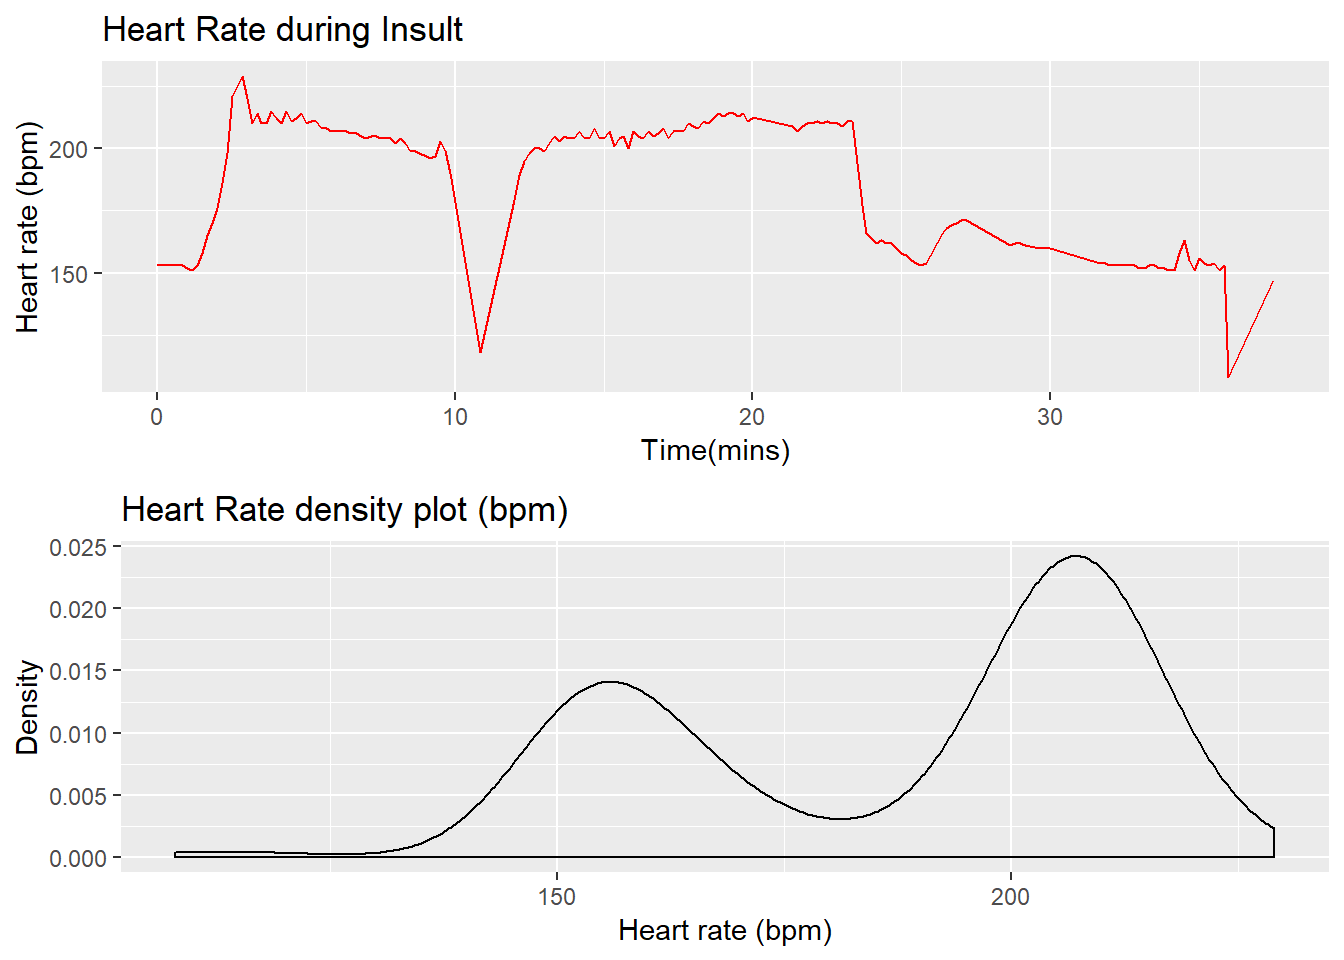 Heart Rate during Insult
Heart rate (bpm)
200
150
0 10 20 30
Time(mins)
Heart Rate density plot (bpm)
Density
0.025
0.020
0.015
0.010
0.005
0.000
150 200
Heart rate (bpm)